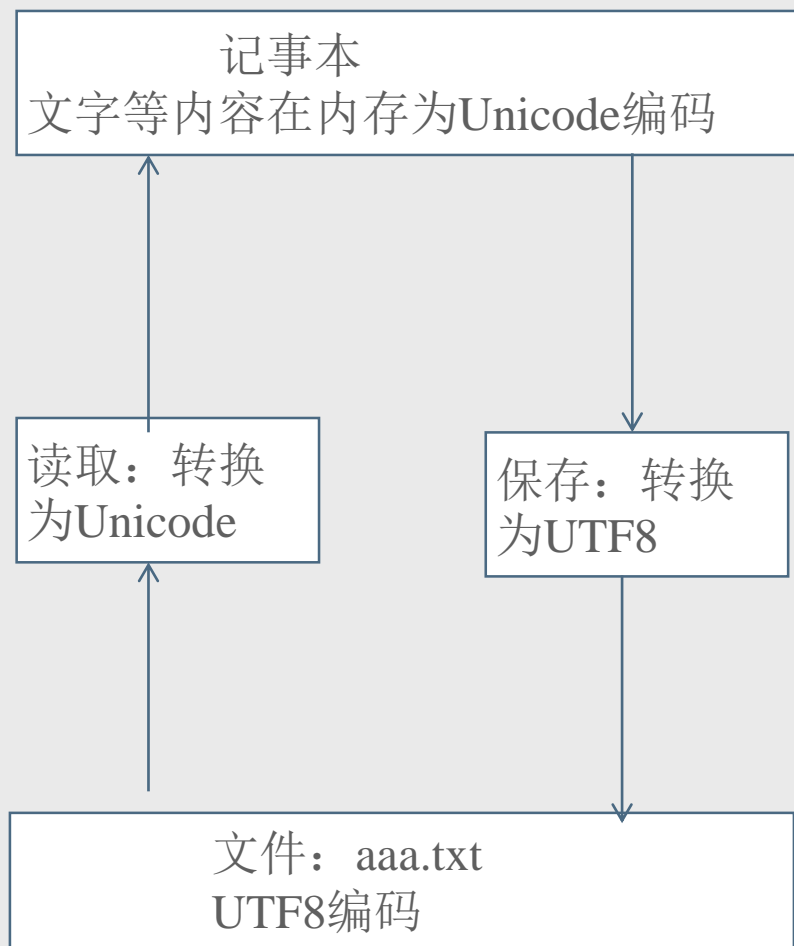 记事本
文字等内容在内存为Unicode编码
读取：转换
为Unicode
保存：转换
为UTF8
文件：aaa.txt
UTF8编码